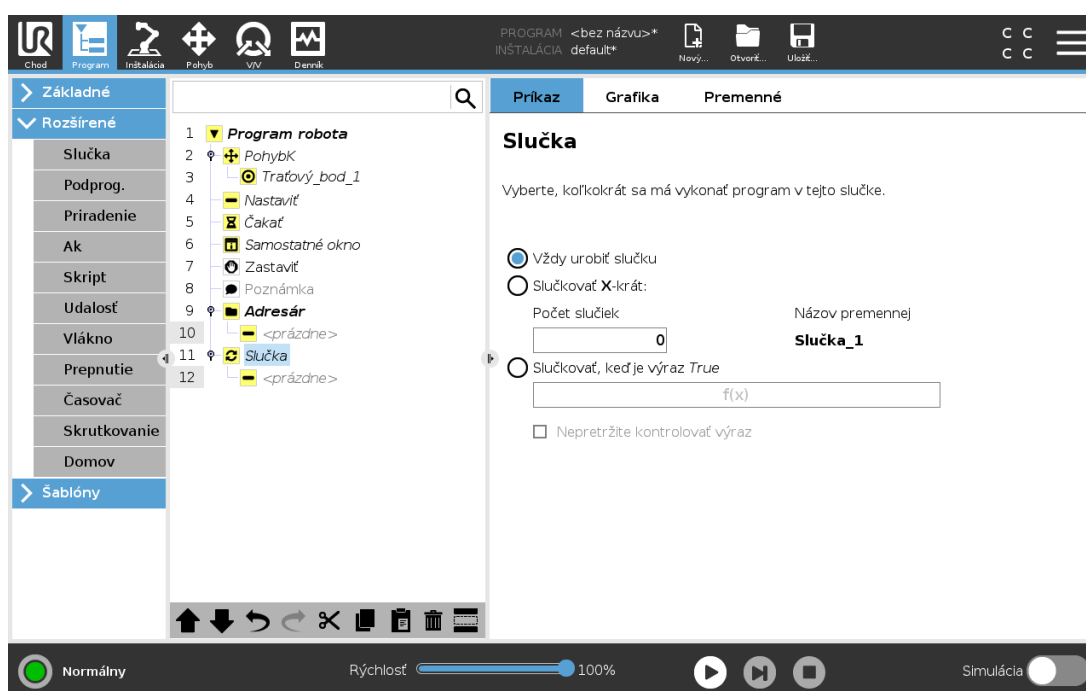 PROGRAM <bez názvu>*
INŠTALÁCIA default*
Chod
Program
Inštalácia
Pohyb
V/V
Denník
Nový...
Otvoriť...
Uložiť...
C C
C C
Základné
Rozšírené
Slučka
Podprog.
Priradenie
Ak
Skript
Udalosť
Vlákno
Prepnutie
Časovač
Skrutkovanie
Domov
Šablóny
1 Program robota
2 PohybK
3 Traťový_bod_1
4 Nastaviť
5 Čakať
6 Samostatné okno
7 Zastaviť
8 Poznámka
9 Adresár
10 <prázdne>
11 Slučka
12 <prázdne>
Príkaz Grafika Premenné
Slučka
Vyberte, koľkokrát sa má vykonať program v tejto slučke.
Vždy urobiť slučku
Slučkovať X-krát:
Počet slučiek Názov premennej
0 Slučka_1
Slučkovať, keď je výraz True
f(x)
Nepretržite kontrolovať výraz
Normálny
Rýchlosť 100%
Simulácia